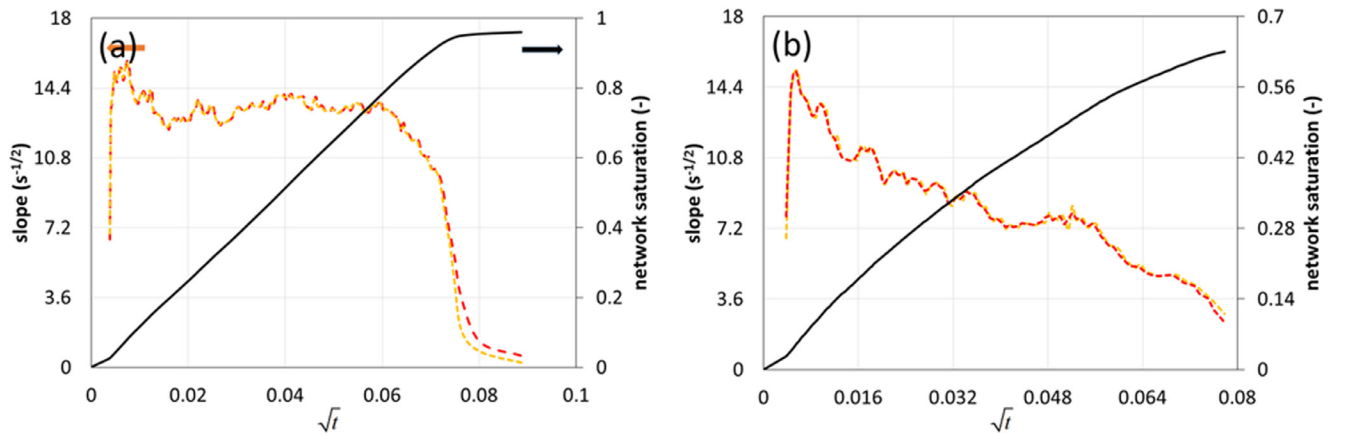 (a)
18
14.4
10.8
7.2
3.6
0
slope (s-1/2)
1
0.8
0.6
0.4
0.2
0
network saturation (-)
0 0.02 0.04 0.06 0.08 0.1
√t
(b)
18
14.4
10.8
7.2
3.6
0
slope (s-1/2)
0.7
0.56
0.42
0.28
0.14
0
network saturation (-)
0 0.016 0.032 0.048 0.064 0.08
√t